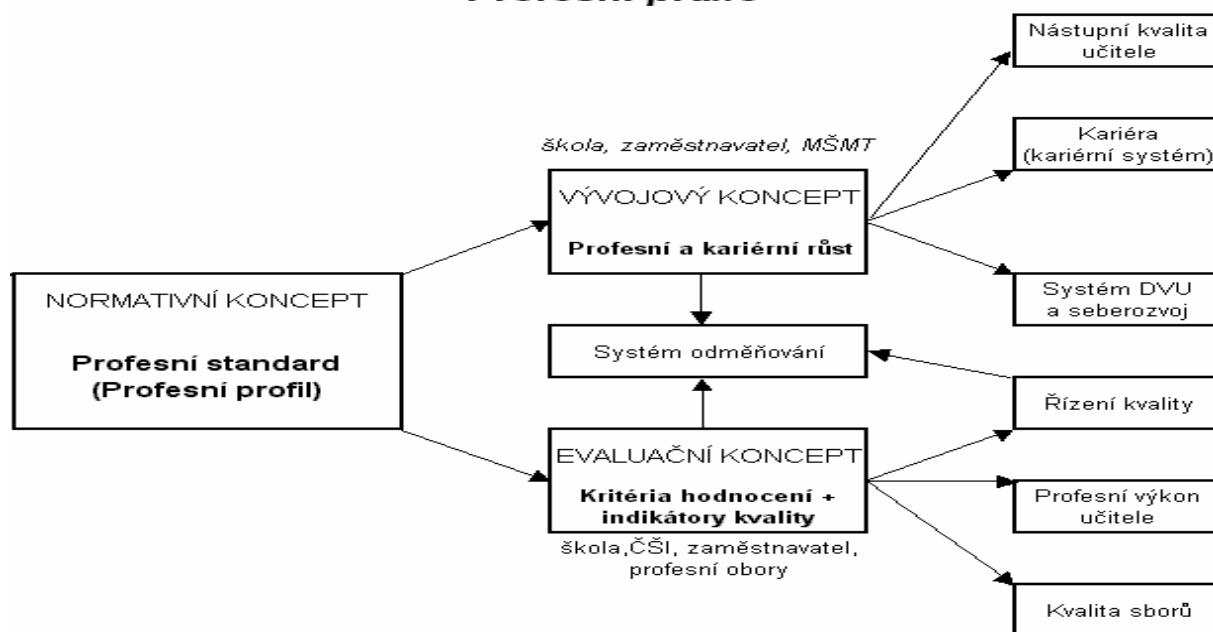 Nástupní kvalita
učitele
Kariéra
(kariérní systém)
škola, zaměstnavatel, MŠMT
VÝVOJOVÝ KONCEPT
Profesní a kariérní růst
NORMATIVNÍ KONCEPT
Profesní standard
(Profesní profil)
Systém DVU
a seberozvoj
Systém odměňování
Řízení kvality
EVALUAČNÍ KONCEPT
Kritéria hodnocení +
indikátory kvality
škola,ČŠI, zaměstnavatel,
profesní obory
Profesní výkon
učitele
Kvalita sborů